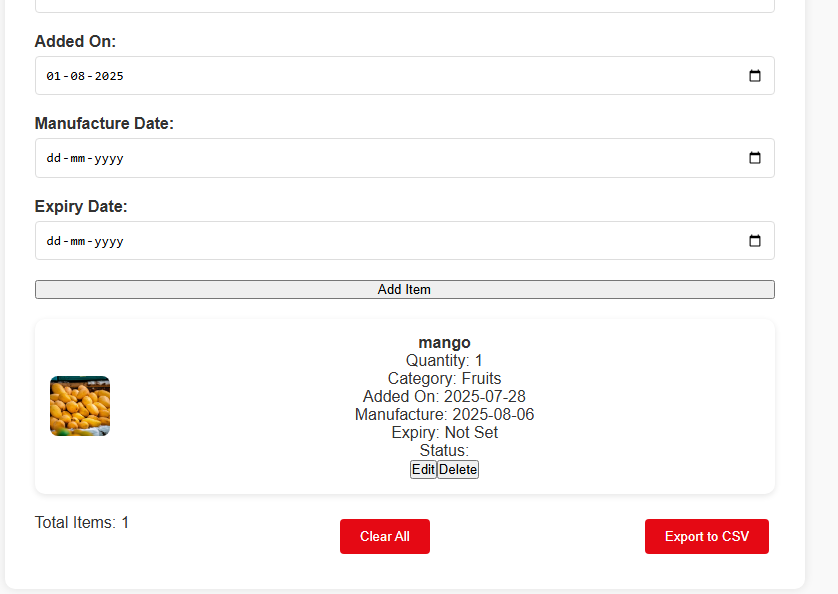 Added On:
01-08-2025
Manufacture Date:
dd-mm-yyyy
Expiry Date:
dd-mm-yyyy
Add Item
mango
Quantity: 1
Category: Fruits
Added On: 2025-07-28
Manufacture: 2025-08-06
Expiry: Not Set
Status:
Edit Delete
Total Items: 1 Clear All Export to CSV